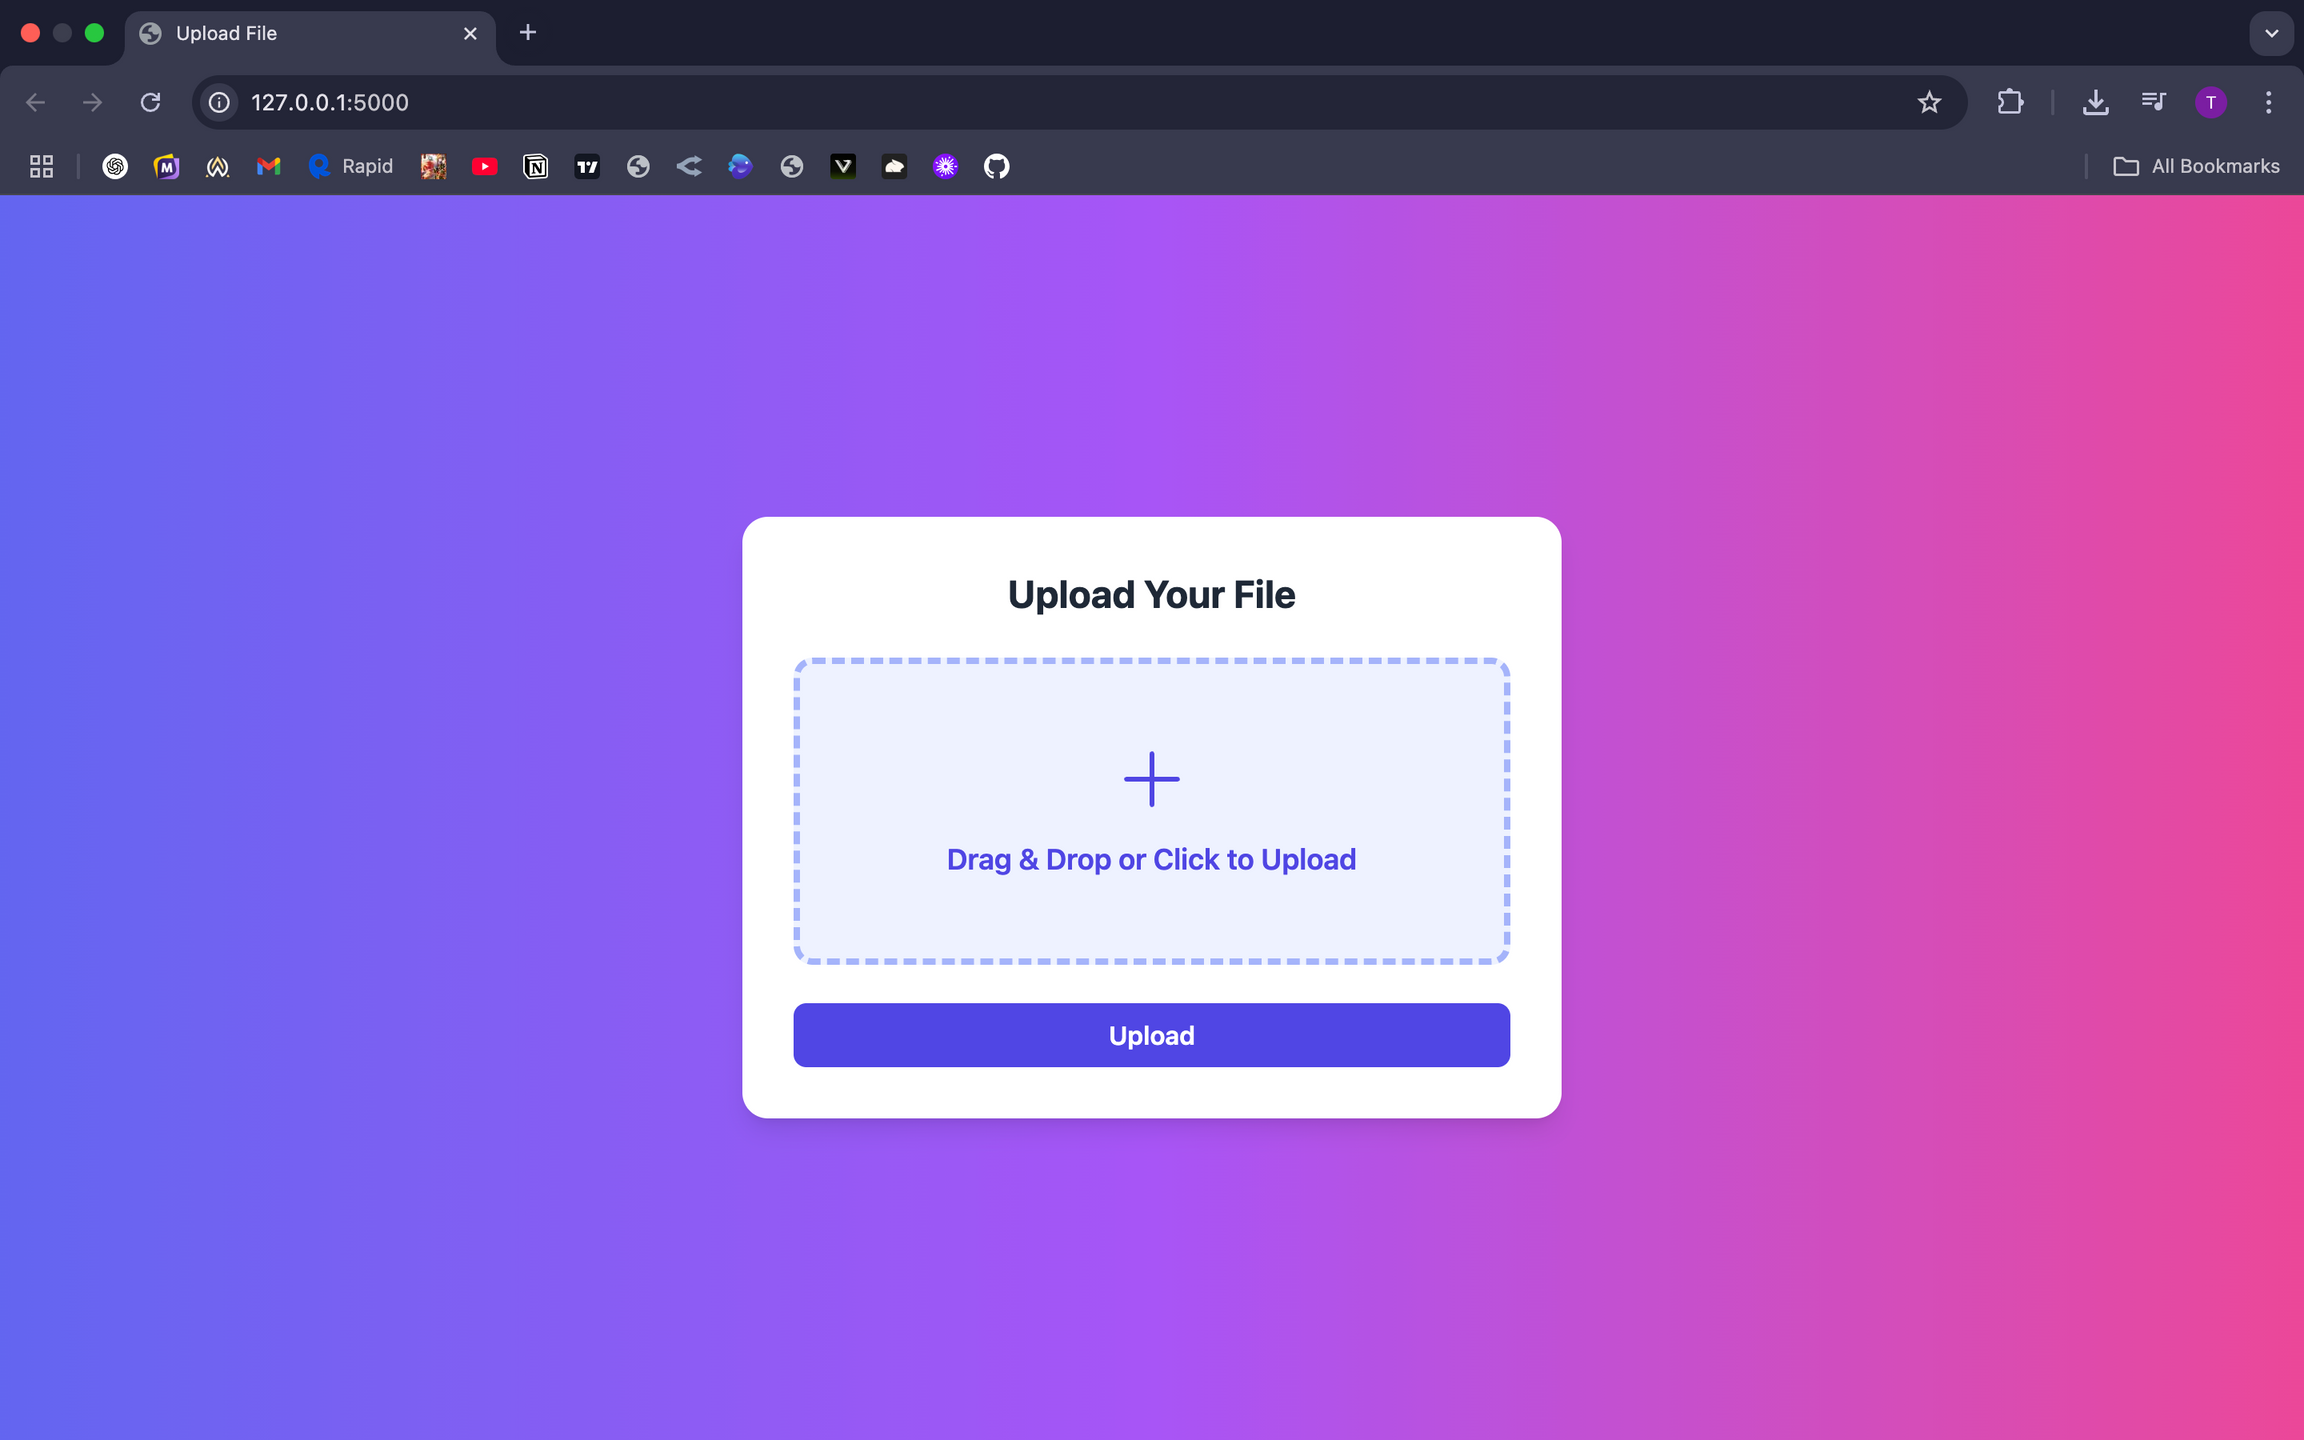 Upload File
127.0.0.1:5000
T
M
Rapid
N
All Bookmarks
Upload Your File
Drag & Drop or Click to Upload
Upload